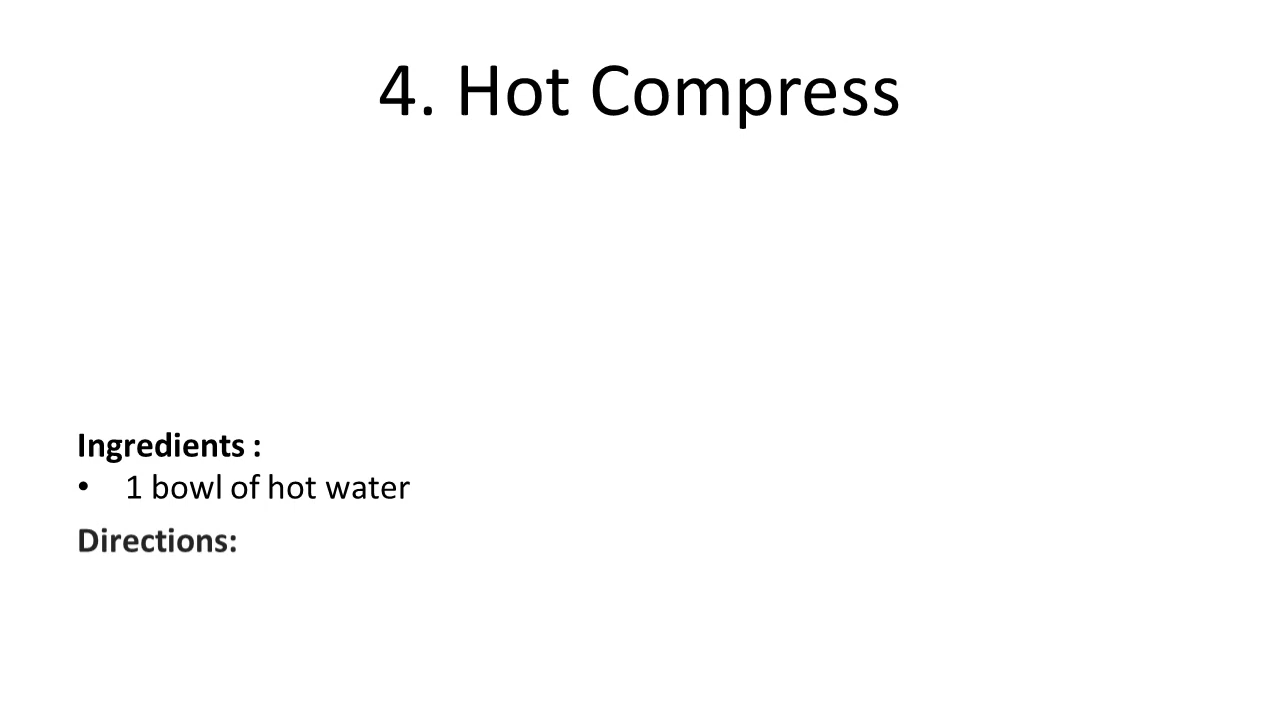 4. Hot Compress
Ingredients :
• 1 bowl of hot water
Directions: